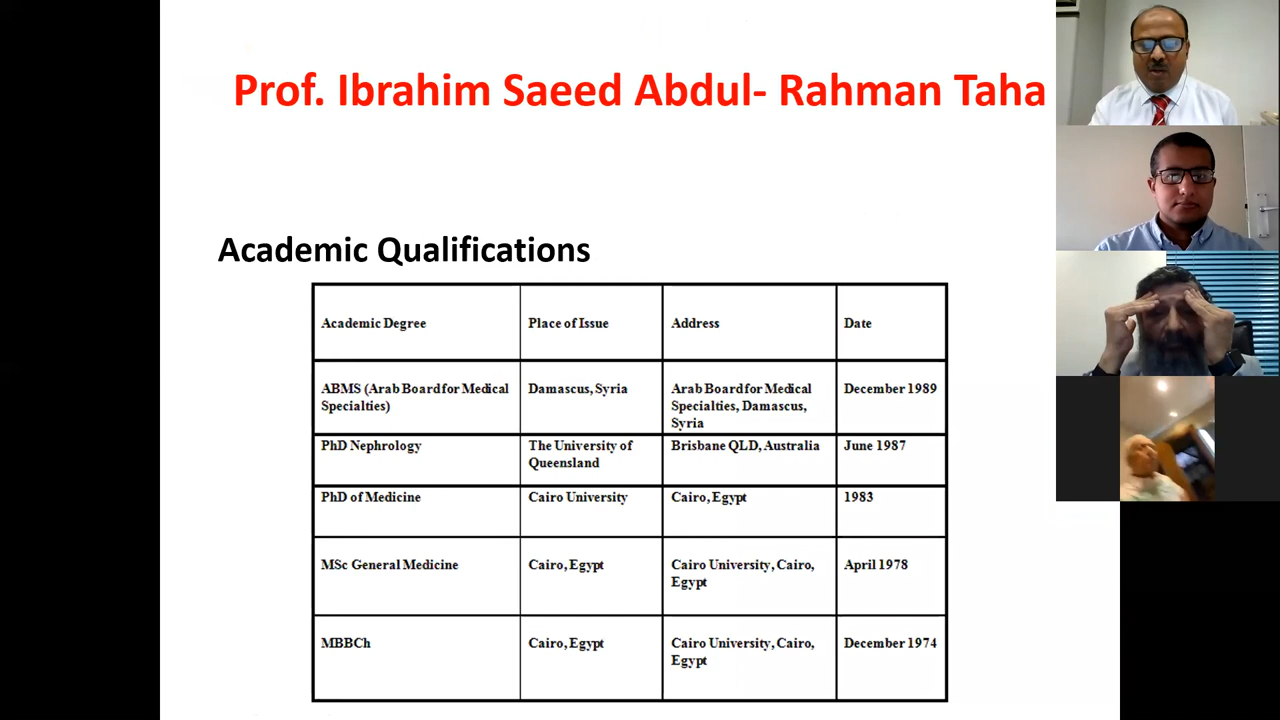 Prof. Ibrahim Saeed Abdul- Rahman Taha
Academic Qualifications
Academic Degree
Place of Issue
Address
Date
ABMS (Arab Board for Medical
Specialties)
Damascus, Syria
Arab Board for Medical
Specialties, Damascus,
Syria
December 1989
PhD Nephrology
The University of
Queensland
Brisbane QLD, Australia
June 1987
PhD of Medicine
Cairo University
Cairo, Egypt
1983
MSc General Medicine
Cairo, Egypt
Cairo University, Cairo,
Egypt
April 1978
MBBCh
Cairo, Egypt
Cairo University, Cairo,
Egypt
December 1974